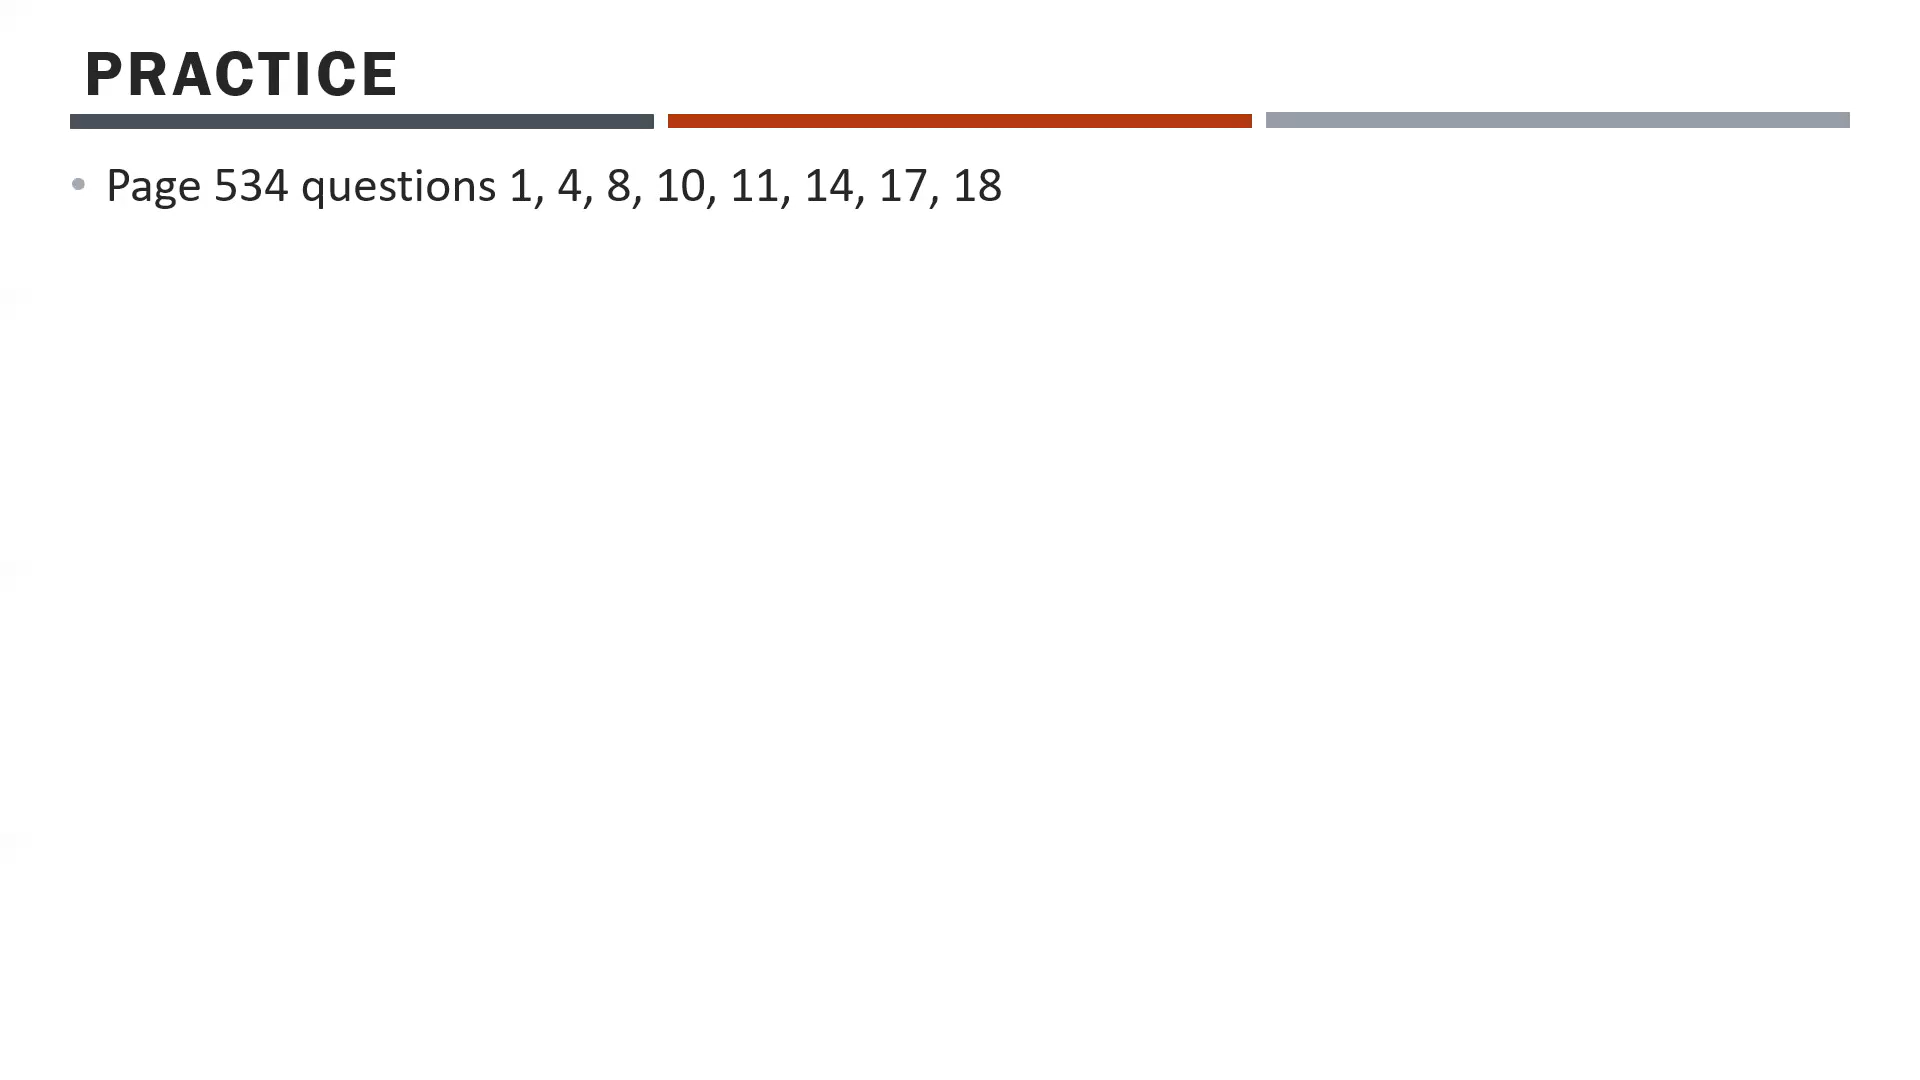 PRACTICE
• Page 534 questions 1, 4, 8, 10, 11, 14, 17, 18